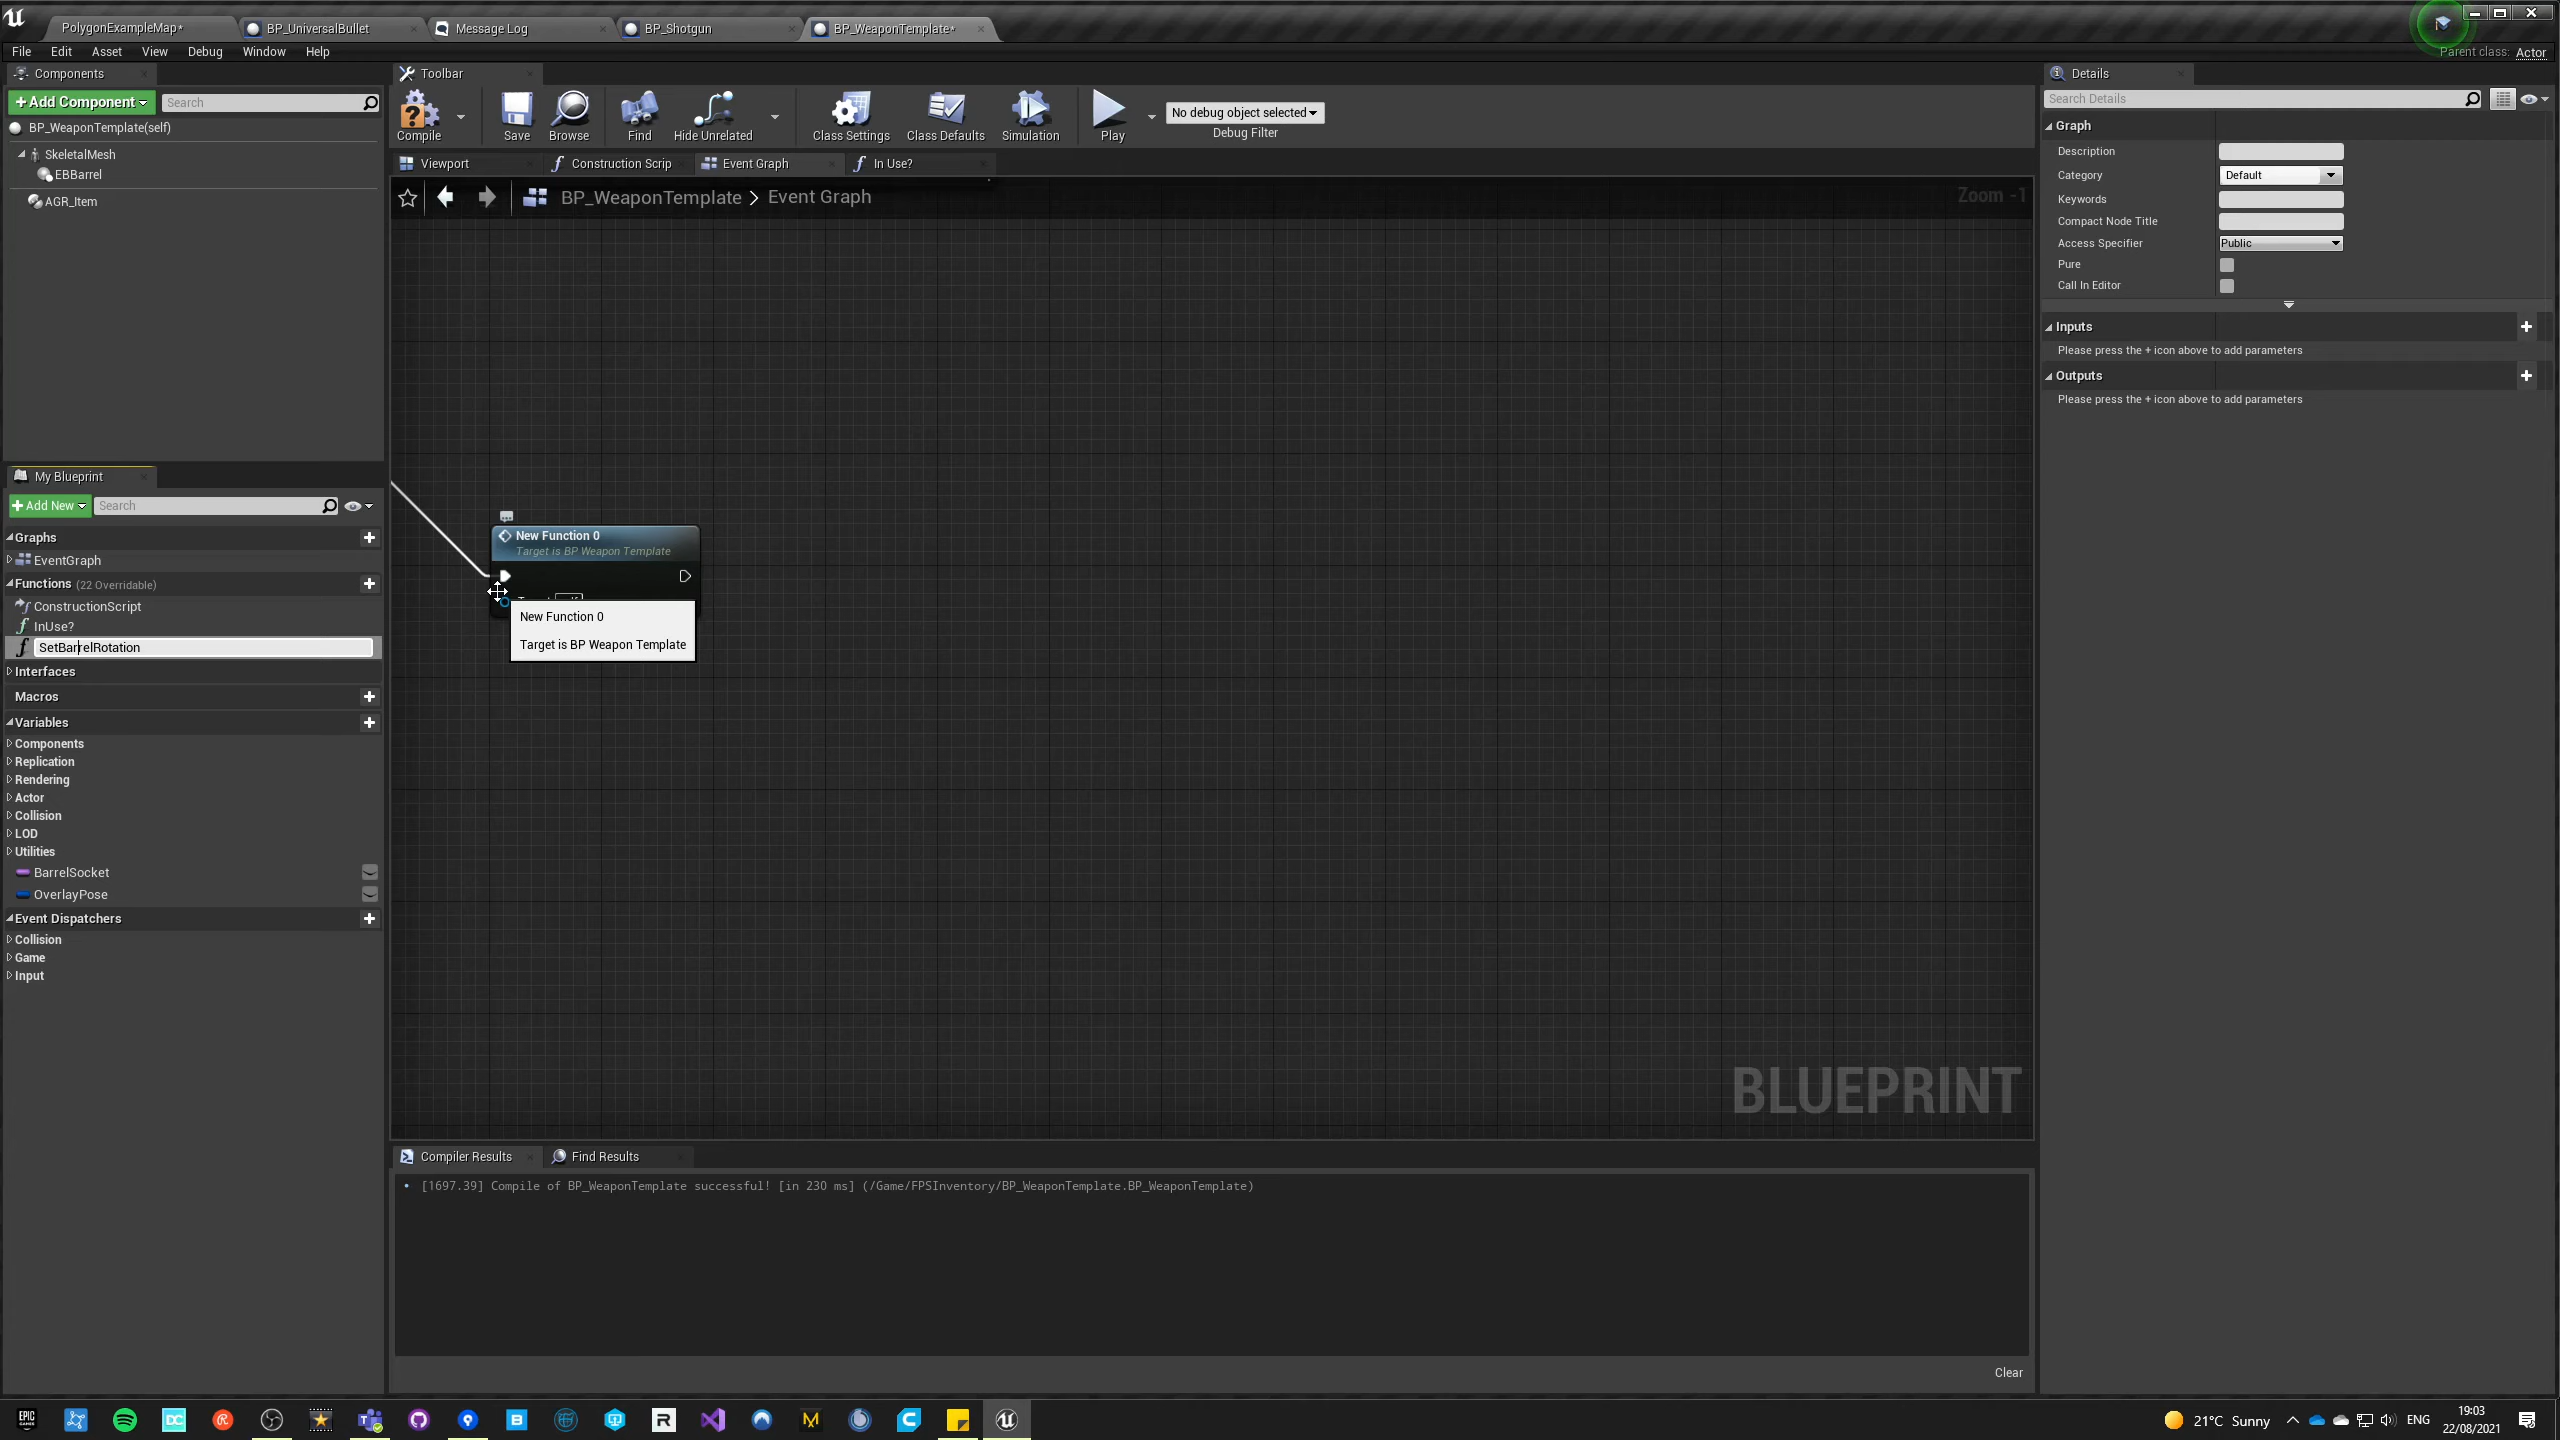 PolygonExampleMap*
BP_UniversalBullet
Message Log
BP_Shotgun
BP_WeaponTemplate*
File Edit Asset View Debug Window Help
Parent class: Actor
Components
Toolbar
Details
Add Component
Search
Search Details
BP_WeaponTemplate(self)
SkeletalMesh
EBBarrel
AGR_Item
Compile
Save
Browse
Find
Hide Unrelated
Class Settings
Class Defaults
Simulation
Play
No debug object selected
Debug Filter
Viewport
Construction Scrip
Event Graph
In Use?
BP_WeaponTemplate > Event Graph
Zoom -1
Graph
Description
Category
Default
Keywords
Compact Node Title
Access Specifier
Public
Pure
Call In Editor
Inputs
Please press the + icon above to add parameters
Outputs
Please press the + icon above to add parameters
My Blueprint
Add New
Search
Graphs
EventGraph
Functions (22 Overridable)
ConstructionScript
InUse?
SetBarrelRotation
Interfaces
Macros
Variables
Components
Replication
Rendering
Actor
Collision
LOD
Utilities
BarrelSocket
OverlayPose
Event Dispatchers
Collision
Game
Input
New Function 0
Target is BP Weapon Template
New Function 0
Target is BP Weapon Template
BLUEPRINT
Compiler Results
Find Results
[1697.39] Compile of BP_WeaponTemplate successful! [in 230 ms] (/Game/FPSInventory/BP_WeaponTemplate.BP_WeaponTemplate)
Clear
EPIC GAMES
DC
21°C Sunny
ENG
19:03
22/08/2021